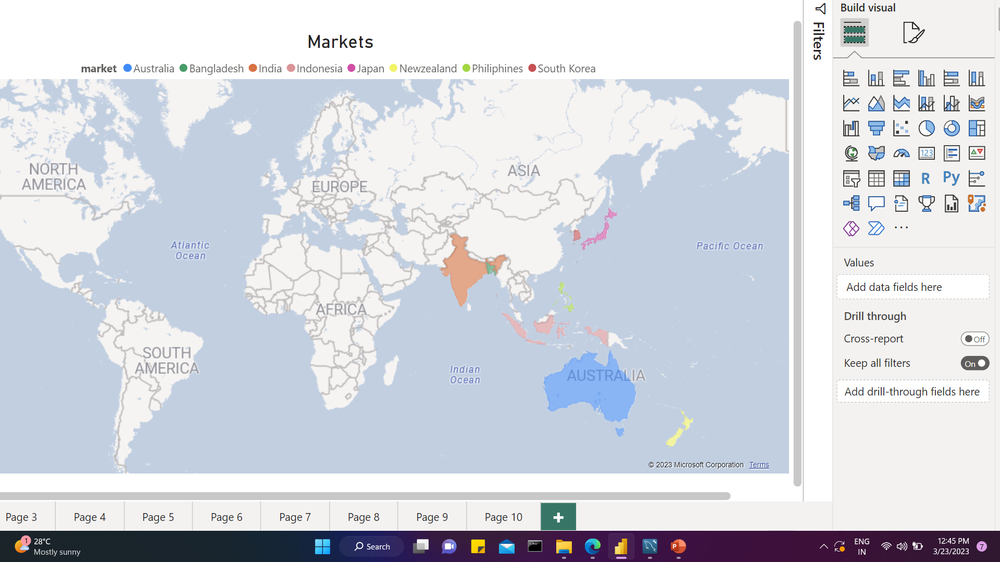 Markets
market Australia Bangladesh India Indonesia Japan Newzealand Philiphines South Korea
NORTH
AMERICA
EUROPE
ASIA
Atlantic
Ocean
Pacific Ocean
AFRICA
SOUTH
AMERICA
Indian
Ocean
AUSTRALIA
© 2023 Microsoft Corporation Terms
Filters
Build visual
123
R
Py
...
Values
Add data fields here
Drill through
Cross-report
Off
Keep all filters
On
Add drill-through fields here
Page 3
Page 4
Page 5
Page 6
Page 7
Page 8
Page 9
Page 10
+
1
28°C
Mostly sunny
Search
P
ENG
IN
12:45 PM
3/23/2023
7